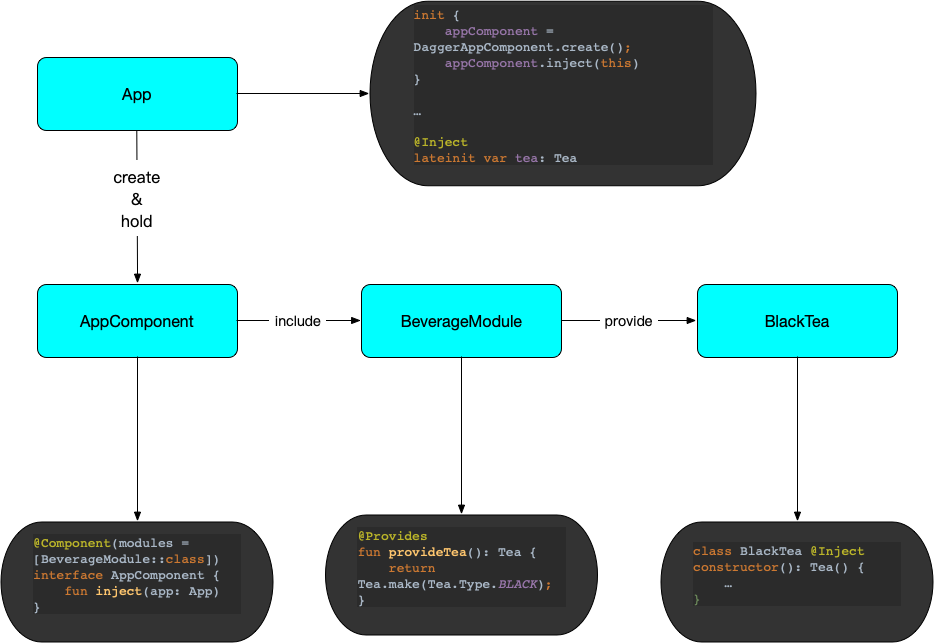 init {
    appComponent =
DaggerAppComponent.create();
    appComponent.inject(this)
}
…
@Inject
lateinit var tea: Tea
App
create
&
hold
AppComponent
include
BeverageModule
provide
BlackTea
@Component(modules =
[BeverageModule::class])
interface AppComponent {
    fun inject(app: App)
}
@Provides
fun provideTea(): Tea {
    return
Tea.make(Tea.Type.BLACK);
}
class BlackTea @Inject
constructor(): Tea() {
    …
}